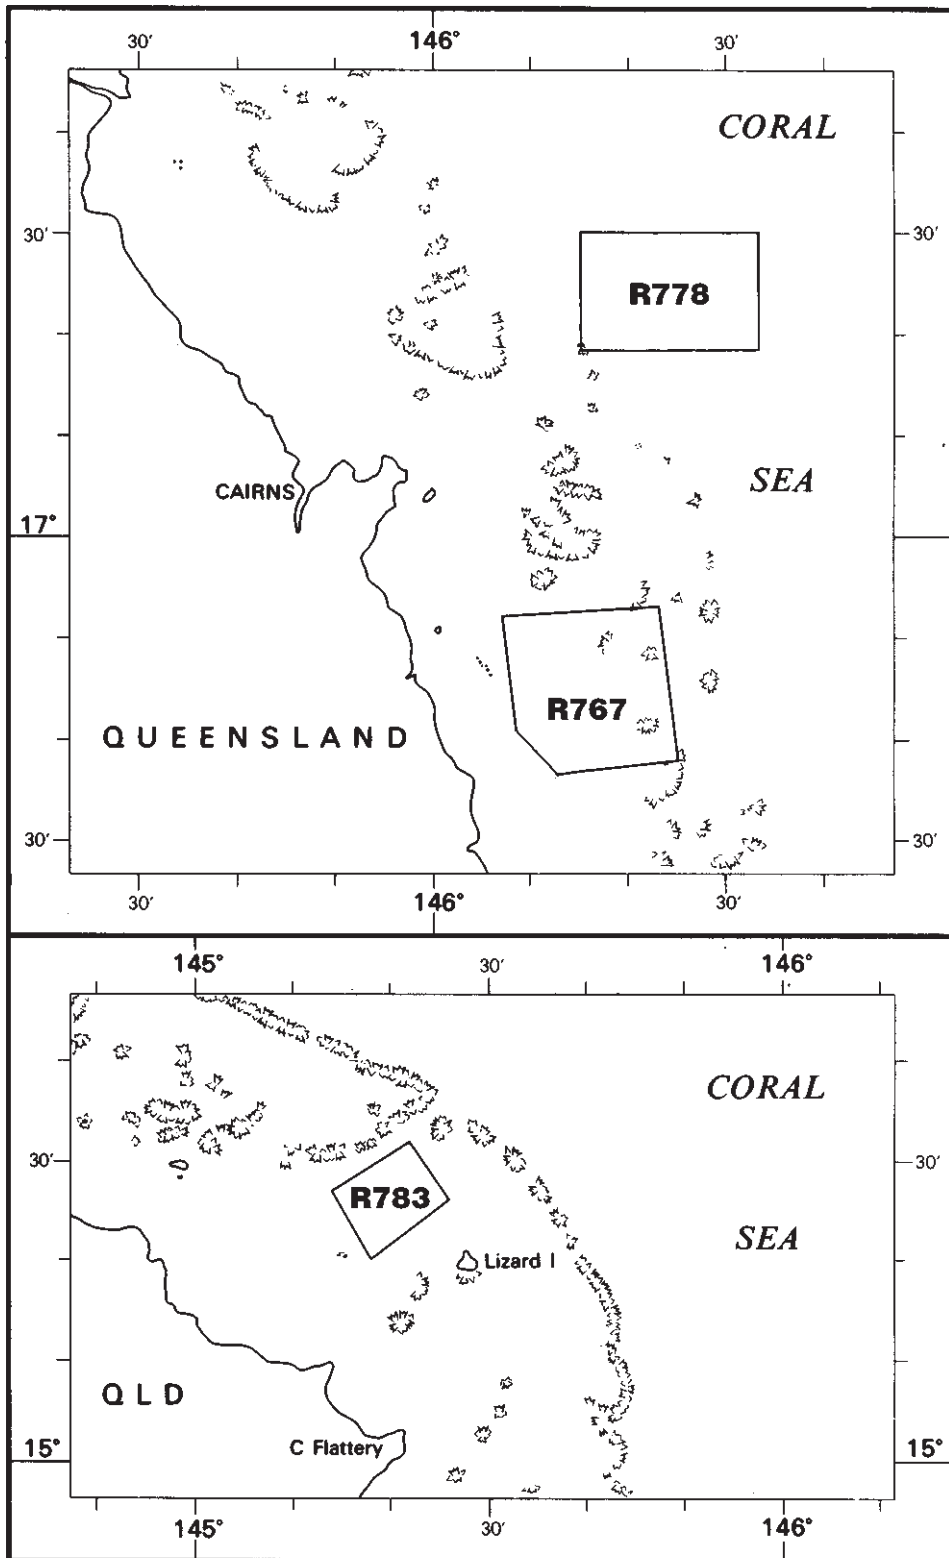 30′ 146° 30′
CORAL
30′ 30′
R778
SEA
CAIRNS
17°
R767
QUEENSLAND
30′ 30′
30′ 146° 30′
145° 30′ 146°
CORAL
30′ 30′
R783
SEA
Lizard I
QLD
C Flattery
15° 15°
145° 30′ 146°